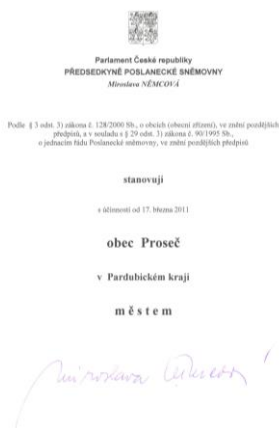 Parlament České republiky
PŘEDSEDKYNĚ POSLANECKÉ SNĚMOVNY
Miroslava NĚMCOVÁ
Podle § 3 odst. 3) zákona č. 128/2000 Sb., o obcích (obecní zřízení), ve znění pozdějších
předpisů, a v souladu s § 29 odst. 3) zákona č. 90/1995 Sb.,
o jednacím řádu Poslanecké sněmovny, ve znění pozdějších předpisů
stanovuji
s účinností od 17. března 2011
obec Proseč
v Pardubickém kraji
městem
Miroslava Němcová